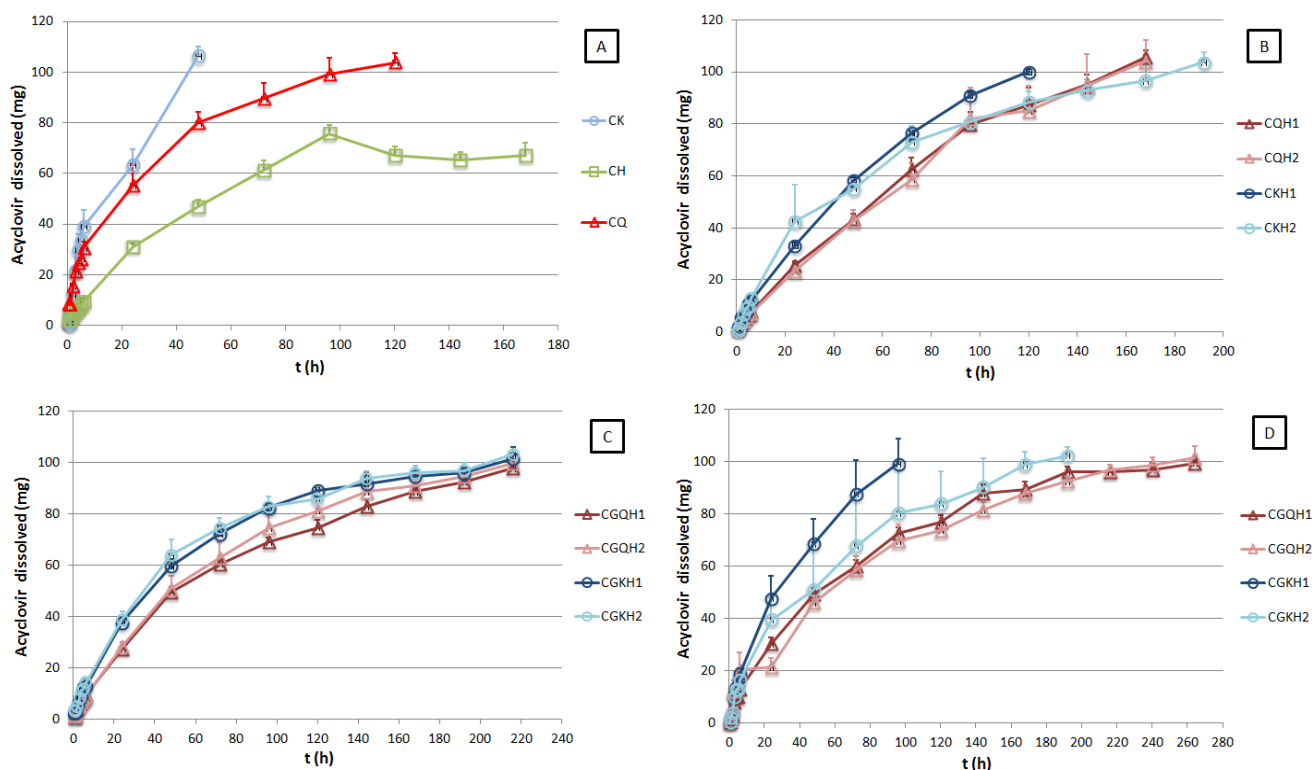 Acyclovir dissolved (mg)
120
100
80
60
40
20
0
0 20 40 60 80 100 120 140 160 180
t (h)
A
CK
CH
CQ
Acyclovir dissolved (mg)
120
100
80
60
40
20
0
0 20 40 60 80 100 120 140 160 180 200
t (h)
B
CQH1
CQH2
CKH1
CKH2
Acyclovir dissolved (mg)
120
100
80
60
40
20
0
0 20 40 60 80 100 120 140 160 180 200 220 240
t (h)
C
CGQH1
CGQH2
CGKH1
CGKH2
Acyclovir dissolved (mg)
120
100
80
60
40
20
0
0 20 40 60 80 100 120 140 160 180 200 220 240 260 280
t (h)
D
CGQH1
CGQH2
CGKH1
CGKH2